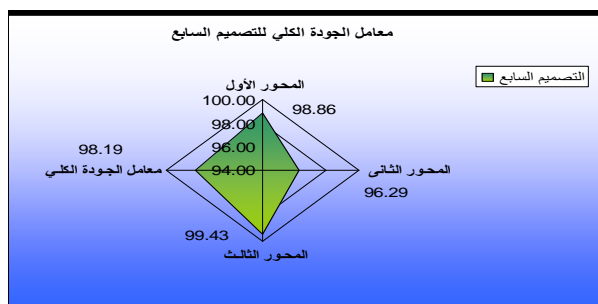 معامل الجودة الكلي للتصميم السابع
التصميم السابع
المحور الأول
100.00
98.86
98.00
96.00
94.00
98.19
معامل الجودة الكلي
المحور الثانى
96.29
99.43
المحور الثالث